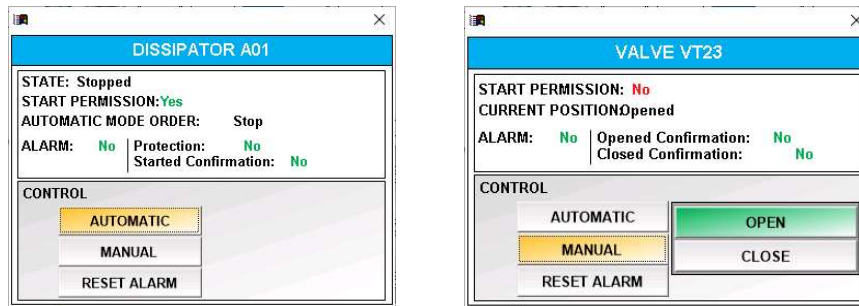 DISSIPATOR A01
STATE: Stopped
START PERMISSION:Yes
AUTOMATIC MODE ORDER: Stop
ALARM: No
Protection: No
Started Confirmation: No
CONTROL
AUTOMATIC
MANUAL
RESET ALARM
VALVE VT23
START PERMISSION: No
CURRENT POSITION:Opened
ALARM: No
Opened Confirmation: No
Closed Confirmation: No
CONTROL
AUTOMATIC
MANUAL
RESET ALARM
OPEN
CLOSE